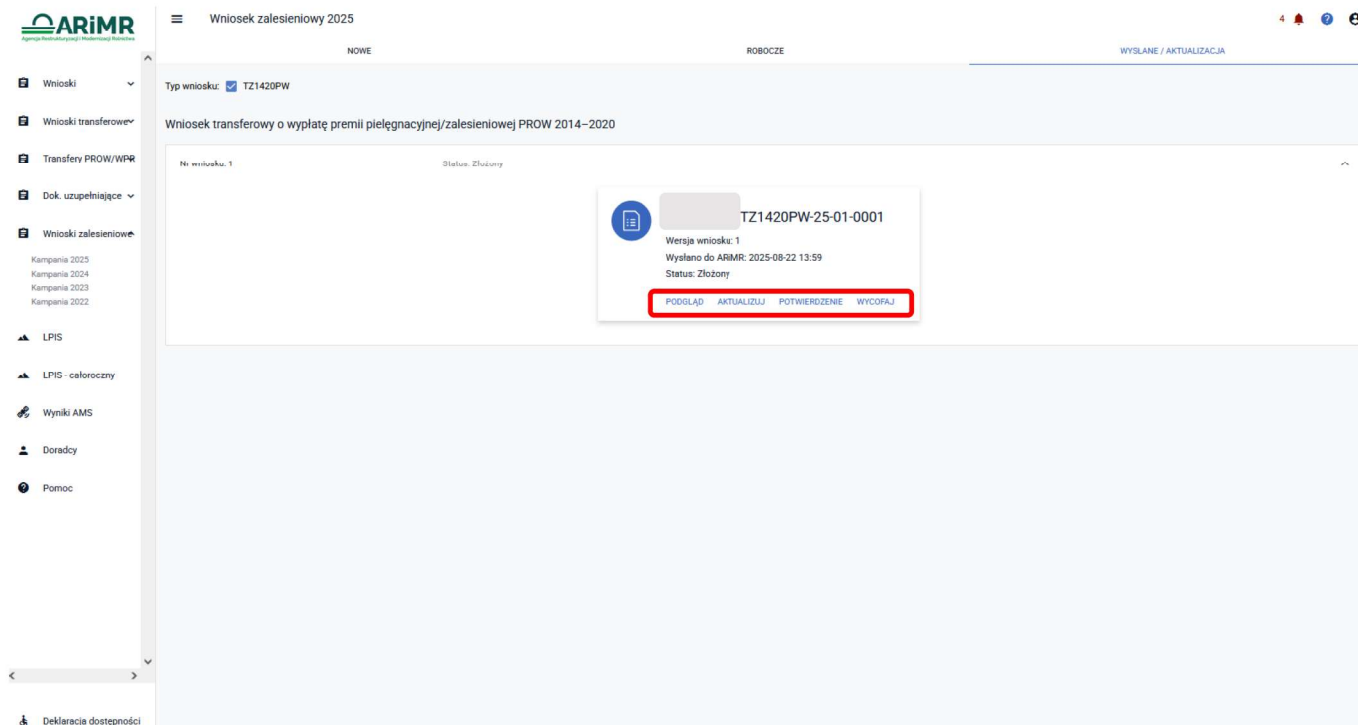 ARiMR
Agencja Restrukturyzacji i Modernizacji Rolnictwa
Wniosek zalesieniowy 2025
4
NOWE
ROBOCZE
WYSŁANE / AKTUALIZACJA
Wnioski
Wnioski transferowe
Transfery PROW/WPR
Dok. uzupełniające
Wnioski zalesieniowe
Kampania 2025
Kampania 2024
Kampania 2023
Kampania 2022
LPIS
LPIS - całoroczny
Wyniki AMS
Doradcy
Pomoc
Deklaracja dostępności
Typ wniosku: TZ1420PW
Wniosek transferowy o wypłatę premii pielęgnacyjnej/zalesieniowej PROW 2014–2020
Nr wniosku: 1
Status: Złożony
TZ1420PW-25-01-0001
Wersja wniosku: 1
Wysłano do ARiMR: 2025-08-22 13:59
Status: Złożony
PODGLĄD AKTUALIZUJ POTWIERDZENIE WYCOFAJ